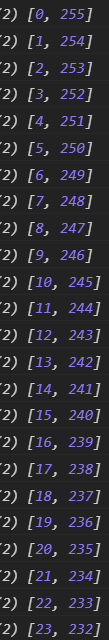 (2) [0, 255]
(2) [1, 254]
(2) [2, 253]
(2) [3, 252]
(2) [4, 251]
(2) [5, 250]
(2) [6, 249]
(2) [7, 248]
(2) [8, 247]
(2) [9, 246]
(2) [10, 245]
(2) [11, 244]
(2) [12, 243]
(2) [13, 242]
(2) [14, 241]
(2) [15, 240]
(2) [16, 239]
(2) [17, 238]
(2) [18, 237]
(2) [19, 236]
(2) [20, 235]
(2) [21, 234]
(2) [22, 233]
(2) [23, 232]